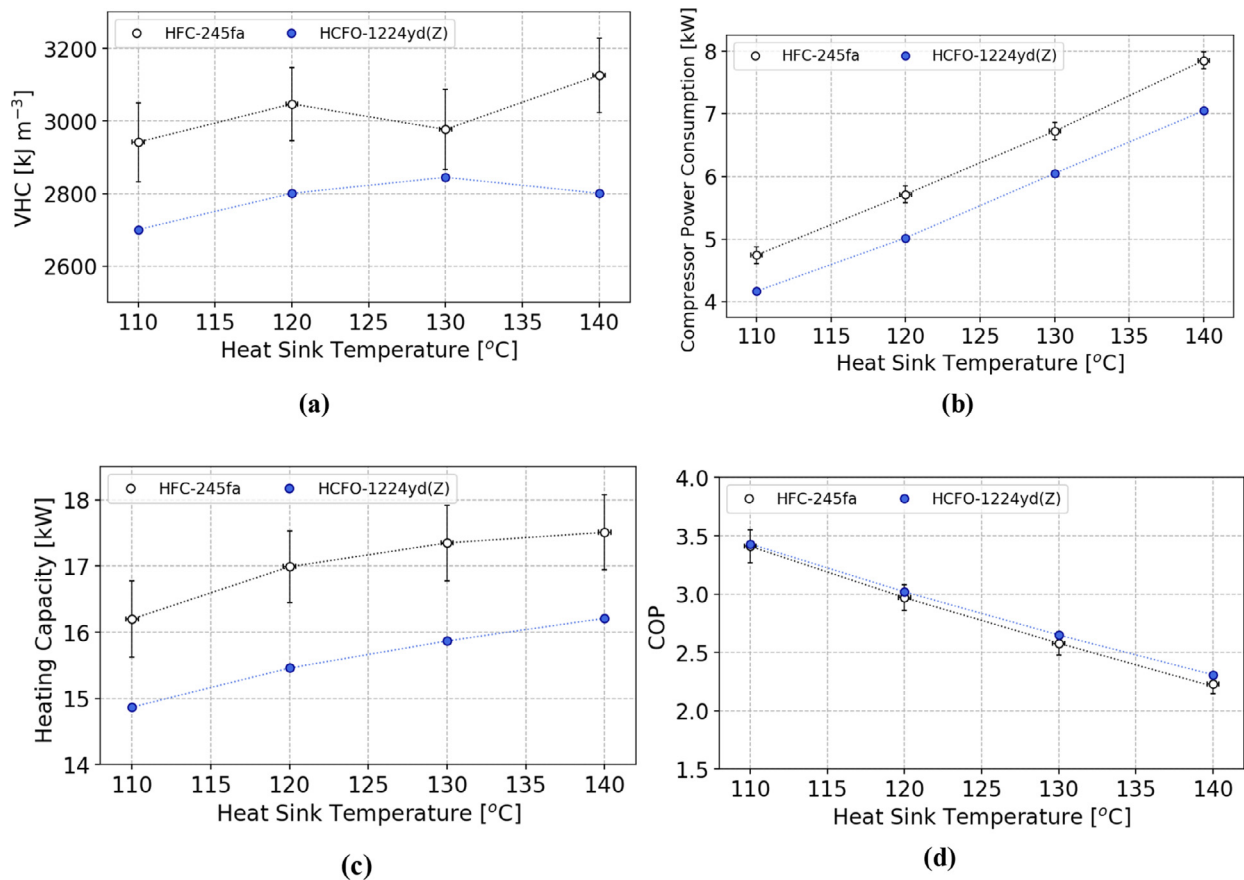 HFC-245fa HCFO-1224yd(Z)
3200
3000
2800
2600
VHC [kJ m⁻³]
110 115 120 125 130 135 140
Heat Sink Temperature [°C]
(a)
HFC-245fa HCFO-1224yd(Z)
8
7
6
5
4
Compressor Power Consumption [kW]
110 115 120 125 130 135 140
Heat Sink Temperature [°C]
(b)
HFC-245fa HCFO-1224yd(Z)
18
17
16
15
14
Heating Capacity [kW]
110 115 120 125 130 135 140
Heat Sink Temperature [°C]
(c)
4.0
HFC-245fa HCFO-1224yd(Z)
3.5
3.0
2.5
2.0
1.5
COP
110 115 120 125 130 135 140
Heat Sink Temperature [°C]
(d)